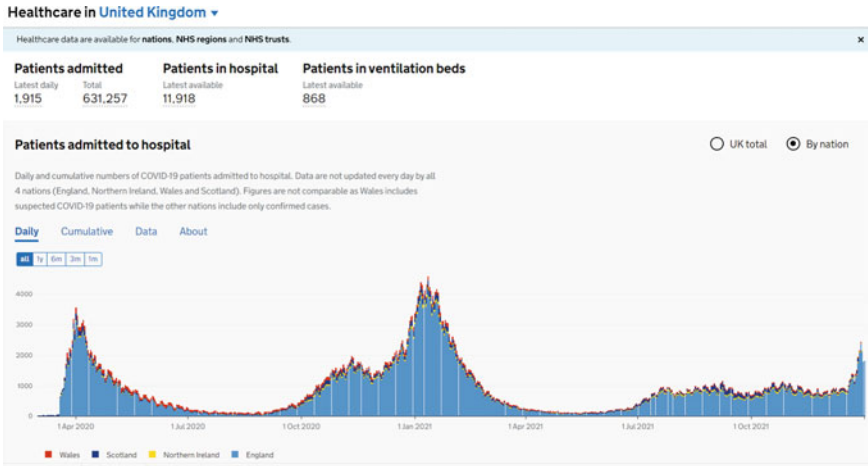 Healthcare in United Kingdom
Healthcare data are available for nations, NHS regions and NHS trusts.
Patients admitted
Patients in hospital
Patients in ventilation beds
Latest daily
Total
Latest available
Latest available
1,915
631,257
11,918
868
Patients admitted to hospital
UK total
By nation
Daily and cumulative numbers of COVID-19 patients admitted to hospital. Data are not updated every day by all
4 nations (England, Northern Ireland, Wales and Scotland). Figures are not comparable as Wales includes
suspected COVID-19 patients while the other nations include only confirmed cases.
Daily Cumulative Data About
all 1y 6m 3m 1m
4000
3000
2000
1000
0
1 Apr 2020 1 Jul 2020 1 Oct 2020 1 Jan 2021 1 Apr 2021 1 Jul 2021 1 Oct 2021
Wales Scotland Northern Ireland England